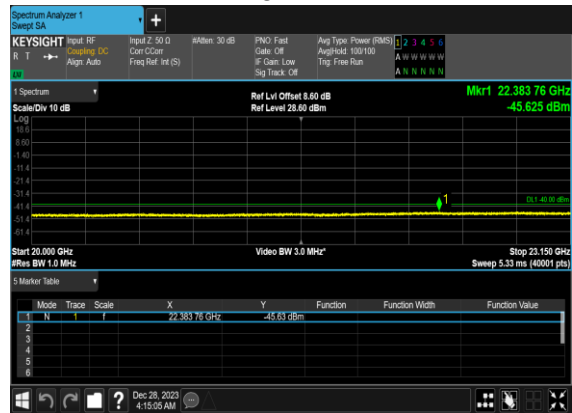 Spectrum Analyzer 1
Swept SA
+
KEYSIGHT Input: RF Input Z: 50 Ω #Atten: 30 dB PNO: Fast Avg Type: Power (RMS) 1 2 3 4 5 6
R T Coupling: DC Corr CCorr Gate: Off Avg|Hold: 100/100 A W W W W W
Align: Auto Freq Ref: Int (S) IF Gain: Low Trig: Free Run
Sig Track: Off A N N N N N
1 Spectrum Ref Lvl Offset 8.60 dB Mkr1 22.383 76 GHz
Scale/Div 10 dB Ref Level 28.60 dBm -45.625 dBm
Log
18.6
8.60
-1.40
-11.4
-21.4
-31.4
1
DL1 -40.00 dBm
-41.4
-51.4
-61.4
Start 20.000 GHz Video BW 3.0 MHz* Stop 23.150 GHz
#Res BW 1.0 MHz Sweep 5.33 ms (40001 pts)
5 Marker Table
Mode Trace Scale X Y Function Function Width Function Value
1 N 1 f 22.383 76 GHz -45.63 dBm
2
3
4
5
6
? Dec 28, 2023
4:15:05 AM